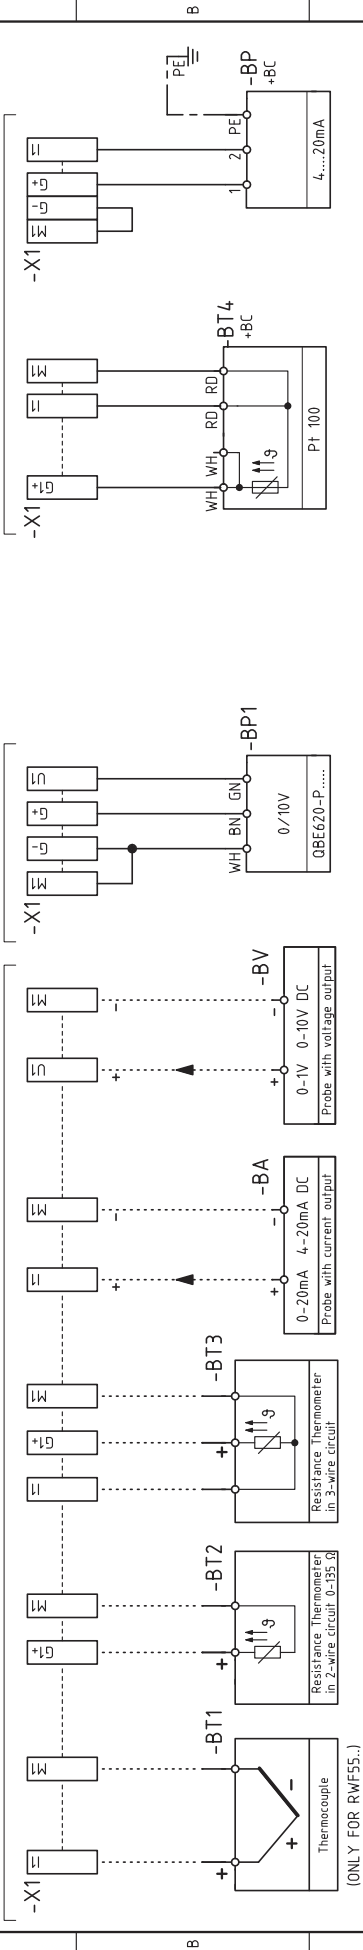 B
-X1
I1
M1
G1+
M1
I1
G1+
M1
I1
M1
U1
M1
+
-
+
-
+
-BT1
+
-
Thermocouple
(ONLY FOR RWF55..)
+
-BT2
ϑ
Resistance Thermometer
in 2-wire circuit 0-135 Ω
+
-BT3
ϑ
Resistance Thermometer
in 3-wire circuit
+
-
-BA
0-20mA 4-20mA DC
Probe with current output
+
-
-BV
0-1V 0-10V DC
Probe with voltage output
-X1
M1
G-
G+
U1
WH
BN
GN
-BP1
0/10V
QBE620-P.....
-X1
G1+
I1
M1
WH
WH
RD
RD
-BT4
+BC
ϑ
Pt 100
-X1
M1
G-
G+
I1
1
2
PE
PE
-BP
+BC
4....20mA
B